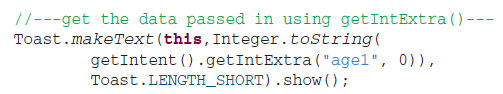 //---get the data passed in using getIntExtra()---
Toast.makeText(this,Integer.toString(
getIntent().getIntExtra("age1", 0)),
Toast.LENGTH_SHORT).show();